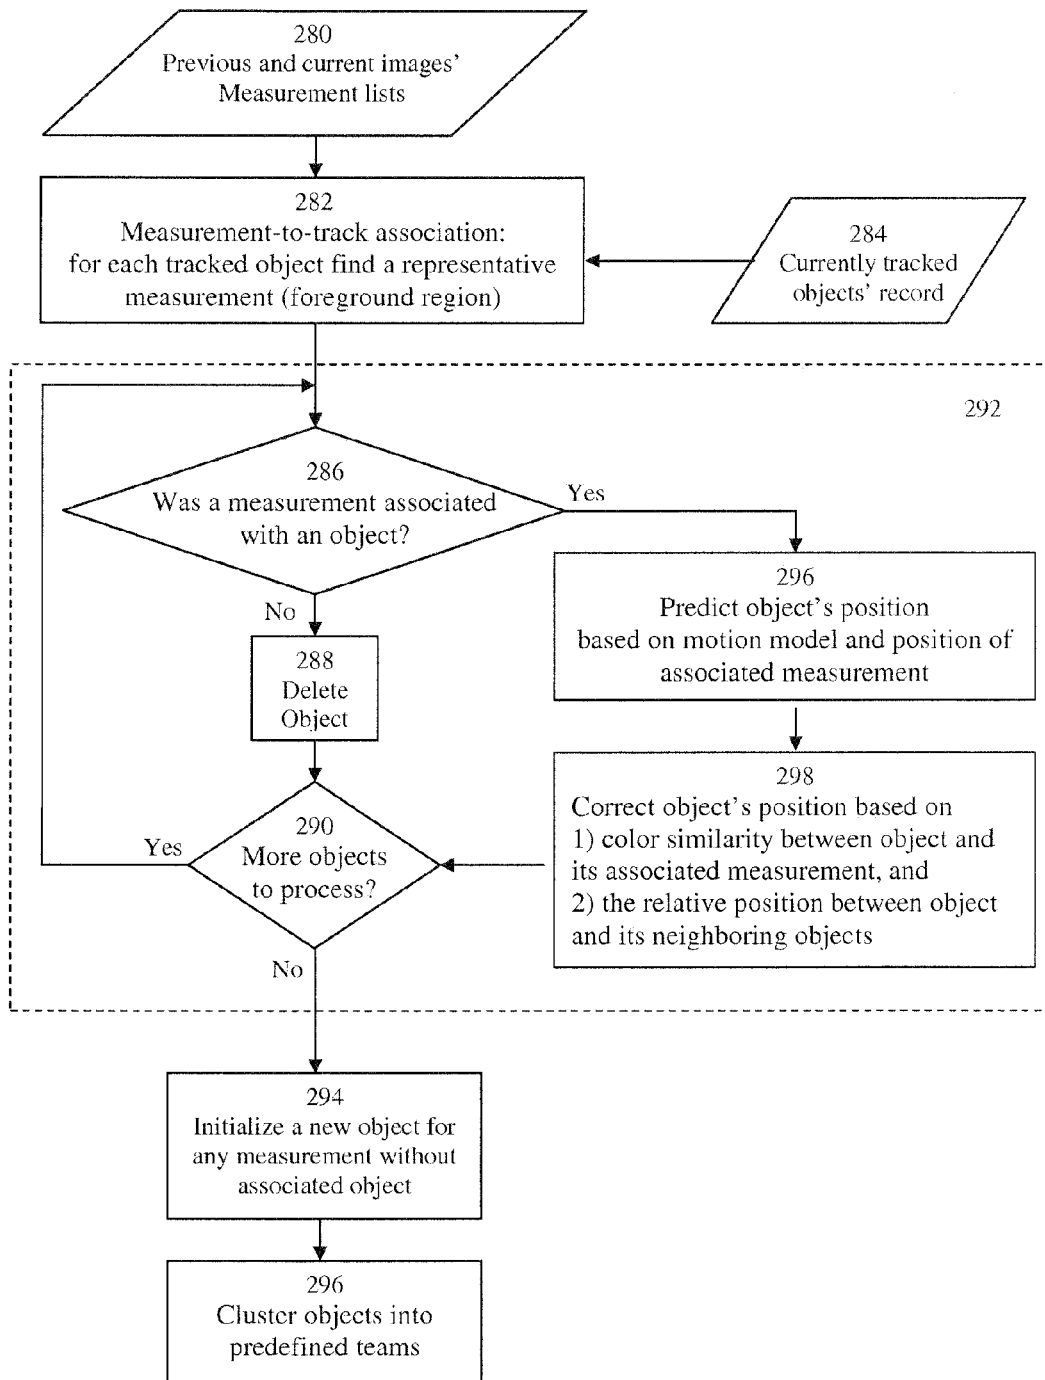 280
Previous and current images'
Measurement lists
282
Measurement-to-track association:
for each tracked object find a representative
measurement (foreground region)
284
Currently tracked
objects' record
292
286
Was a measurement associated
with an object?
Yes
No
296
Predict object's position
based on motion model and position of
associated measurement
288
Delete
Object
298
Correct object's position based on
1) color similarity between object and
its associated measurement, and
2) the relative position between object
and its neighboring objects
290
More objects
to process?
Yes
No
294
Initialize a new object for
any measurement without
associated object
296
Cluster objects into
predefined teams